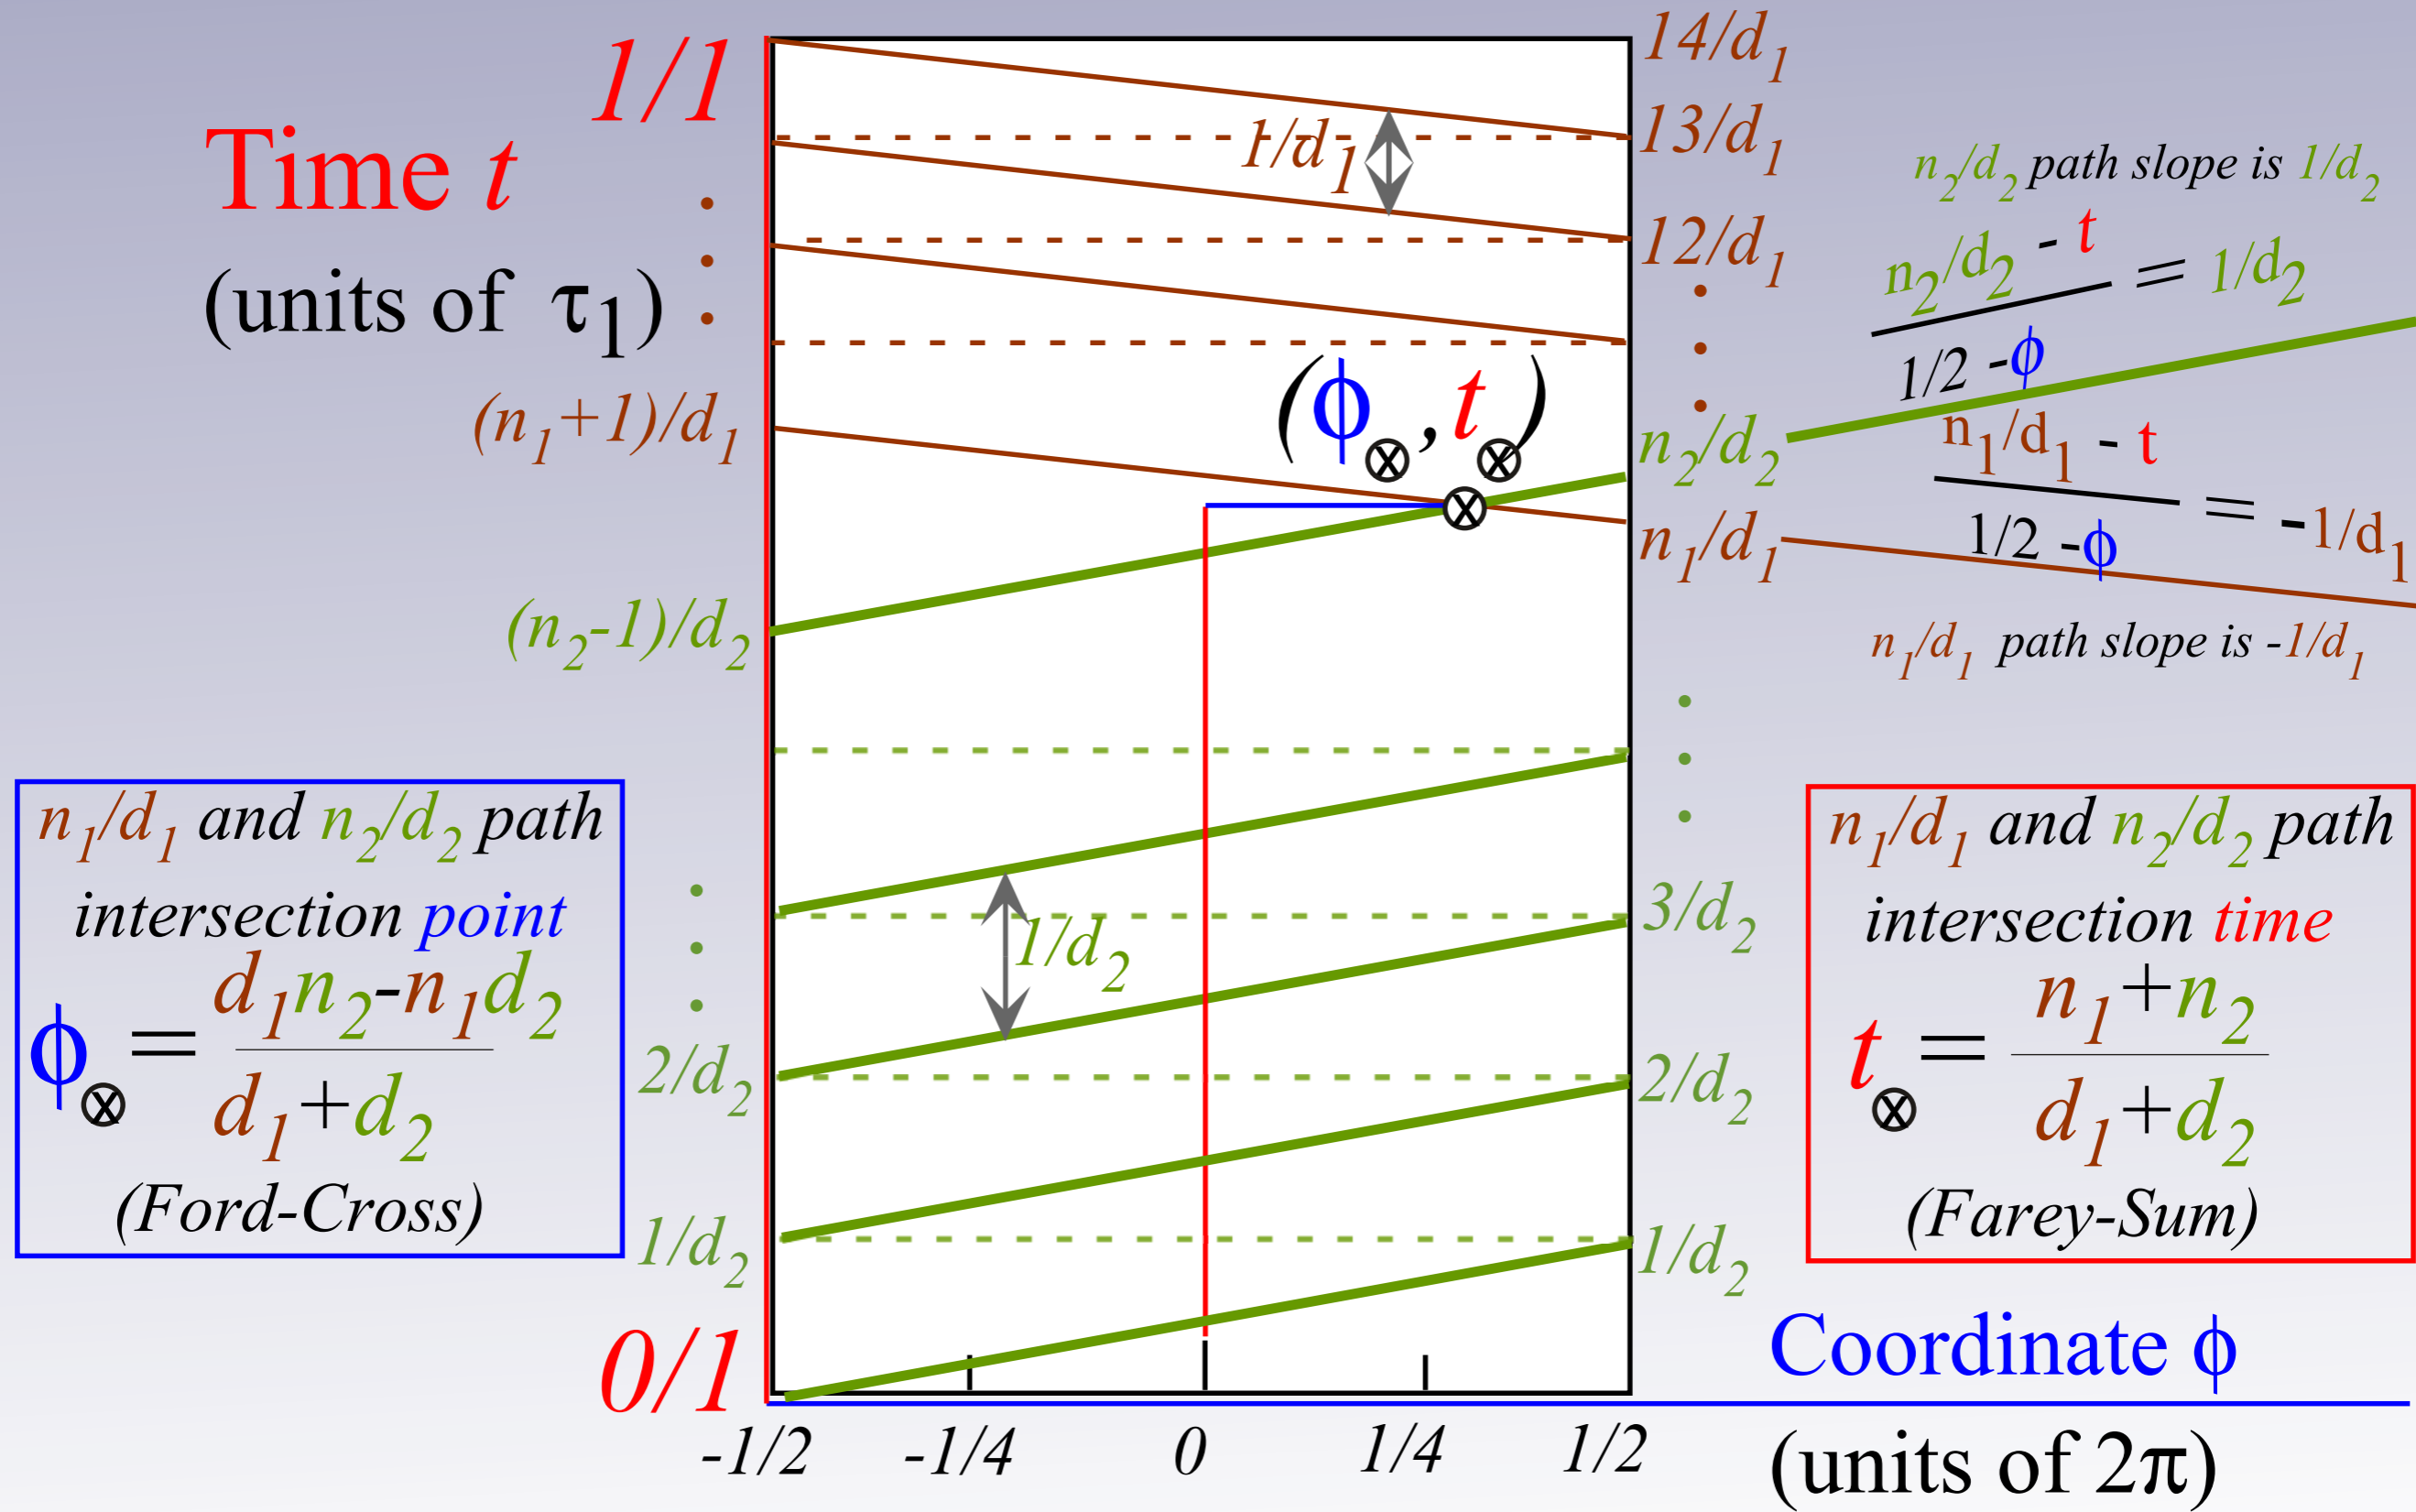 1/1
Time t
(units of τ1)
(n1+1)/d1
(n2-1)/d2
2/d2
1/d2
0/1
n1/d1 and n2/d2 path
intersection point
ϕ⊗ = d1n2-n1d2
d1+d2
(Ford-Cross)
1/d1
(ϕ⊗, t⊗)
1/d2
14/d1
13/d1
12/d1
n2/d2
n1/d1
3/d2
2/d2
1/d2
n2/d2 path slope is 1/d2
n2/d2 - t = 1/d2
1/2 -ϕ
n1/d1 - t = -1/d1
1/2 -ϕ
n1/d1 path slope is -1/d1
n1/d1 and n2/d2 path
intersection time
t⊗ = n1+n2
d1+d2
(Farey-Sum)
Coordinate ϕ
(units of 2π)
-1/2 -1/4 0 1/4 1/2